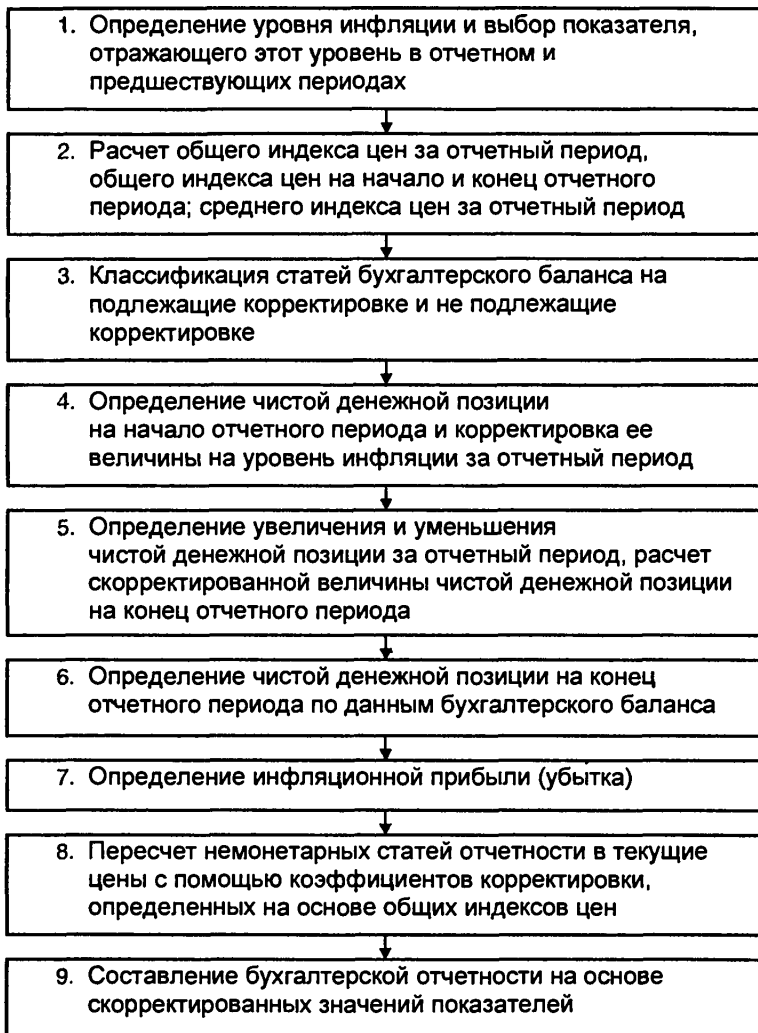 1. Определение уровня инфляции и выбор показателя,
отражающего этот уровень в отчетном и
предшествующих периодах
2. Расчет общего индекса цен за отчетный период,
общего индекса цен на начало и конец отчетного
периода; среднего индекса цен за отчетный период
3. Классификация статей бухгалтерского баланса на
подлежащие корректировке и не подлежащие
корректировке
4. Определение чистой денежной позиции
на начало отчетного периода и корректировка ее
величины на уровень инфляции за отчетный период
5. Определение увеличения и уменьшения
чистой денежной позиции за отчетный период, расчет
скорректированной величины чистой денежной позиции
на конец отчетного периода
6. Определение чистой денежной позиции на конец
отчетного периода по данным бухгалтерского баланса
7. Определение инфляционной прибыли (убытка)
8. Пересчет немонетарных статей отчетности в текущие
цены с помощью коэффициентов корректировки,
определенных на основе общих индексов цен
9. Составление бухгалтерской отчетности на основе
скорректированных значений показателей